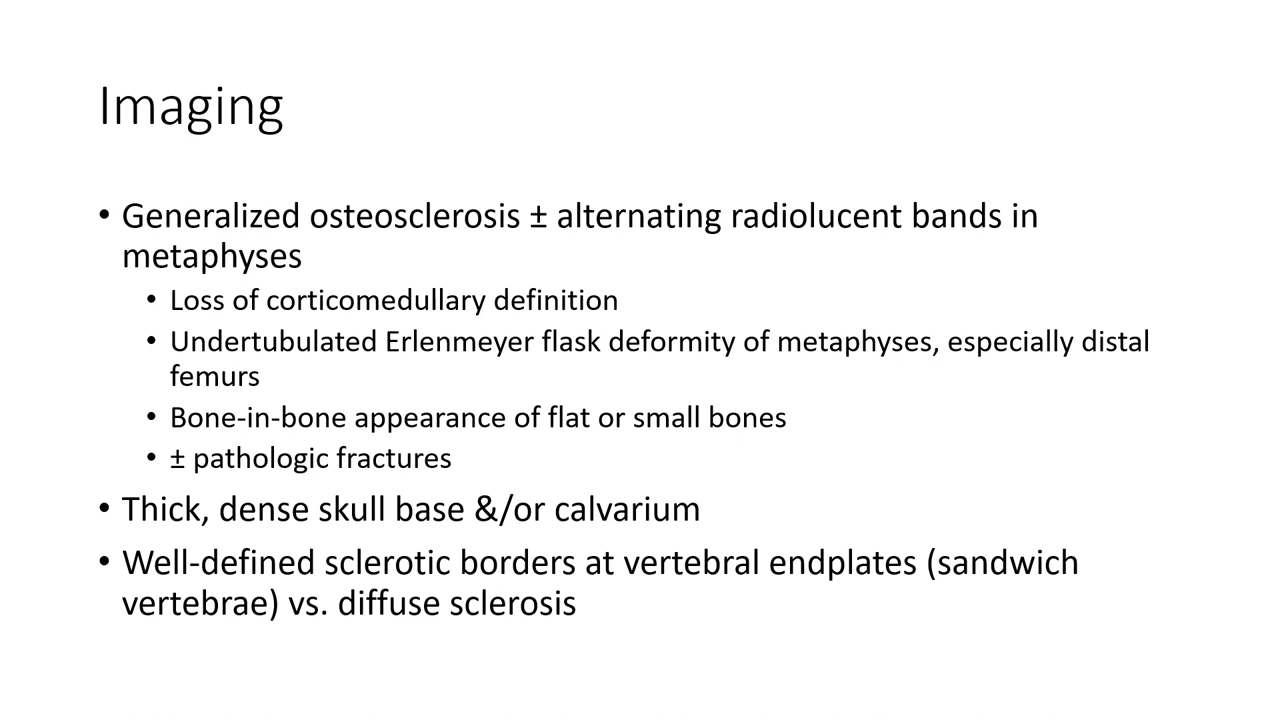 Imaging
• Generalized osteosclerosis ± alternating radiolucent bands in
metaphyses
• Loss of corticomedullary definition
• Undertubulated Erlenmeyer flask deformity of metaphyses, especially distal
femurs
• Bone-in-bone appearance of flat or small bones
• ± pathologic fractures
• Thick, dense skull base &/or calvarium
• Well-defined sclerotic borders at vertebral endplates (sandwich
vertebrae) vs. diffuse sclerosis